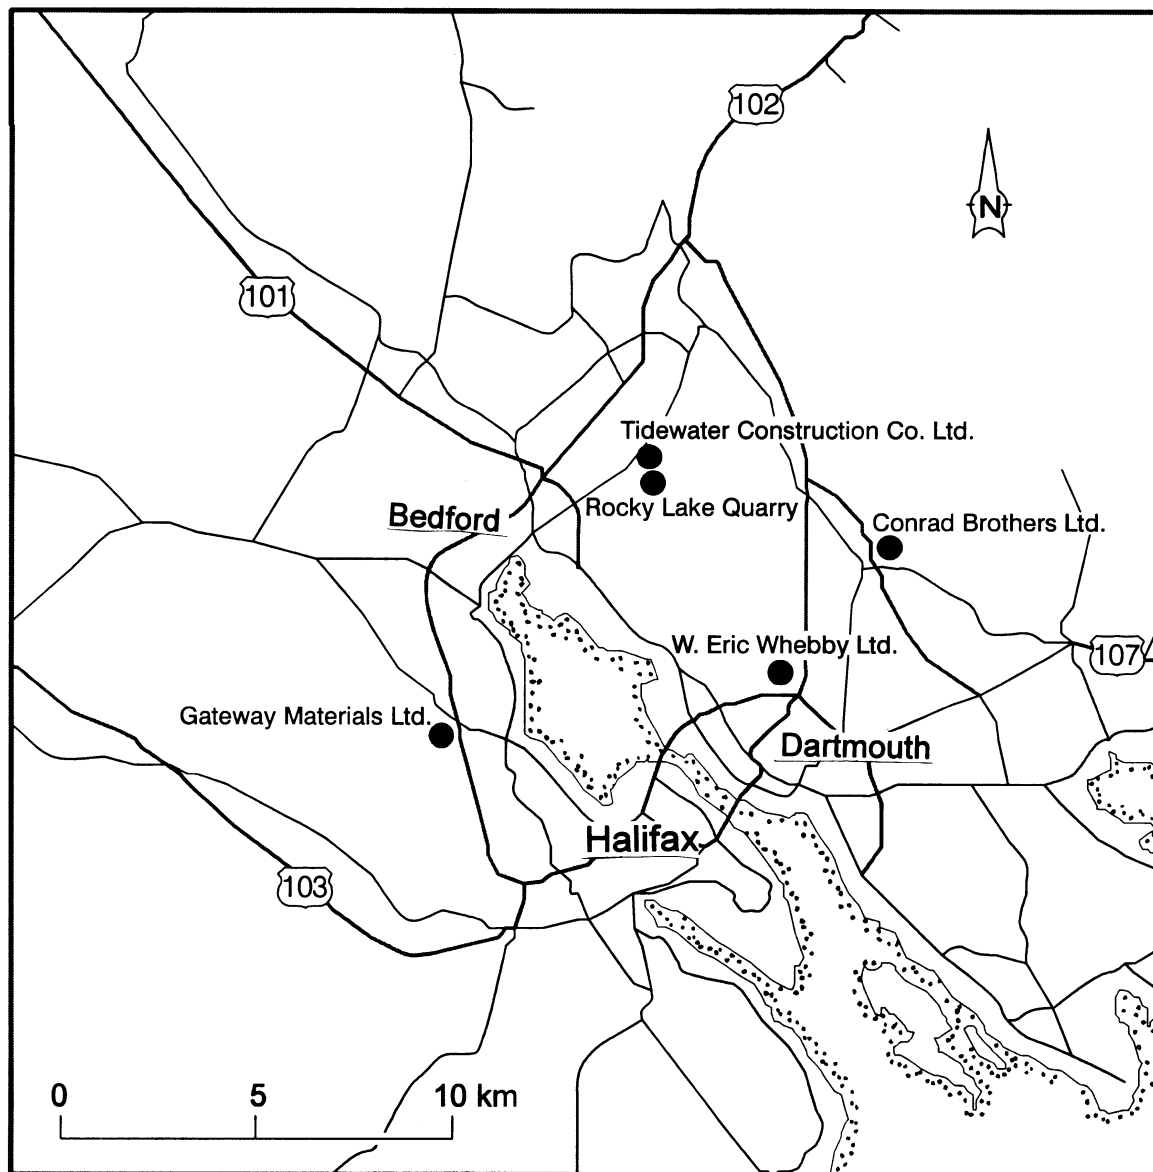 102
N
101
Tidewater Construction Co. Ltd.
Rocky Lake Quarry
Bedford
Conrad Brothers Ltd.
W. Eric Whebby Ltd.
107
Gateway Materials Ltd.
Dartmouth
Halifax
103
0 5 10 km